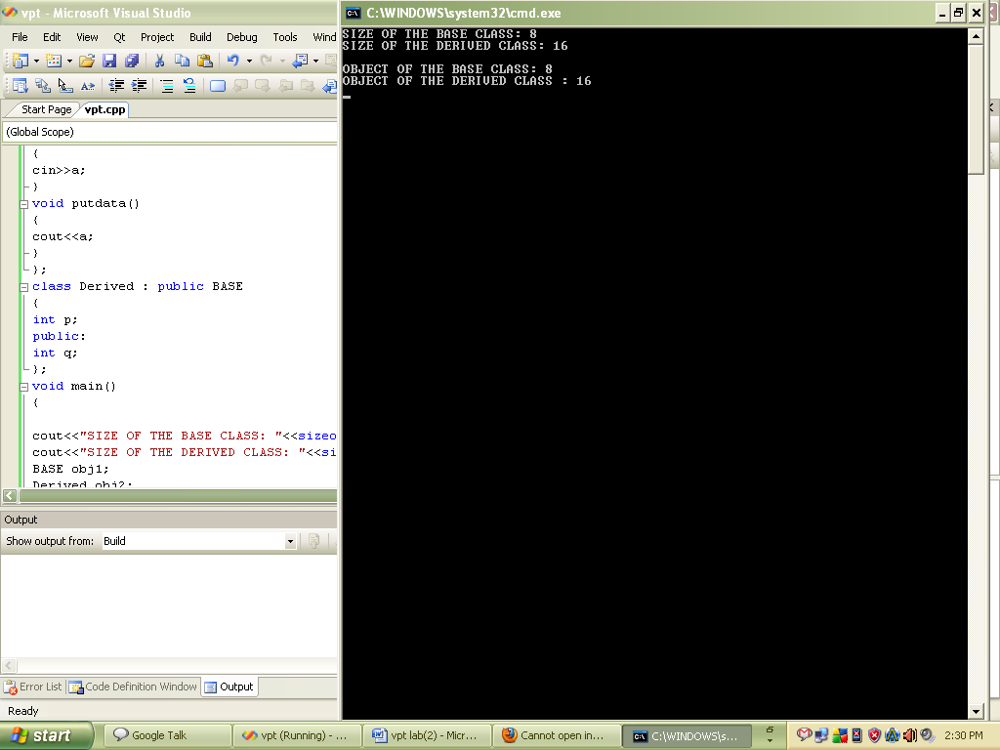 vpt - Microsoft Visual Studio
File Edit View Qt Project Build Debug Tools Wind
Start Page vpt.cpp
(Global Scope)
{
cin>>a;
}
void putdata()
{
cout<<a;
}
};
class Derived : public BASE
{
int p;
public:
int q;
};
void main()
{
cout<<"SIZE OF THE BASE CLASS: "<<sizeo
cout<<"SIZE OF THE DERIVED CLASS: "<<si
BASE obj1;
Derived obj2;
Output
Show output from: Build
Error List Code Definition Window Output
Ready
C:\WINDOWS\system32\cmd.exe
SIZE OF THE BASE CLASS: 8
SIZE OF THE DERIVED CLASS: 16
OBJECT OF THE BASE CLASS: 8
OBJECT OF THE DERIVED CLASS : 16
start Google Talk vpt (Running) - ... vpt lab(2) - Micr... Cannot open in... C:\WINDOWS\s... 6 2:30 PM